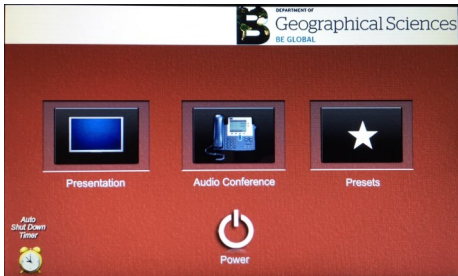 DEPARTMENT OF
Geographical Sciences
BE GLOBAL
Presentation
Audio Conference
Presets
Auto
Shut Down
Timer
Power